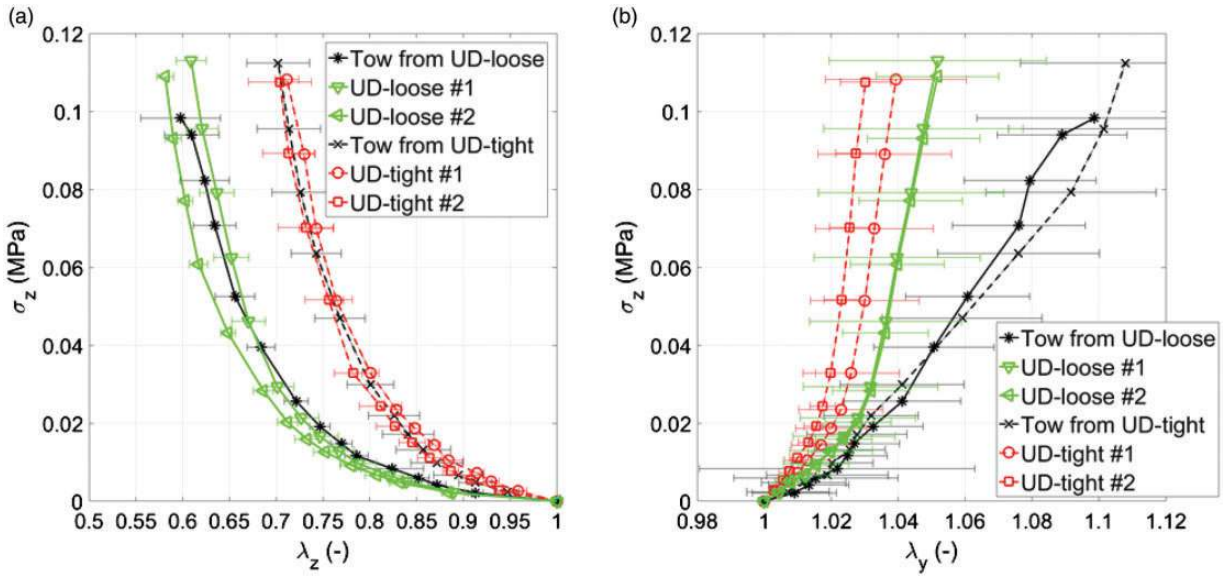 (a)
σz (MPa)
0.12
0.1
0.08
0.06
0.04
0.02
0
0.5 0.55 0.6 0.65 0.7 0.75 0.8 0.85 0.9 0.95 1
λz (-)
Tow from UD-loose
UD-loose #1
UD-loose #2
Tow from UD-tight
UD-tight #1
UD-tight #2
(b)
σz (MPa)
0.12
0.1
0.08
0.06
0.04
0.02
0
0.98 1 1.02 1.04 1.06 1.08 1.1 1.12
λy (-)
Tow from UD-loose
UD-loose #1
UD-loose #2
Tow from UD-tight
UD-tight #1
UD-tight #2